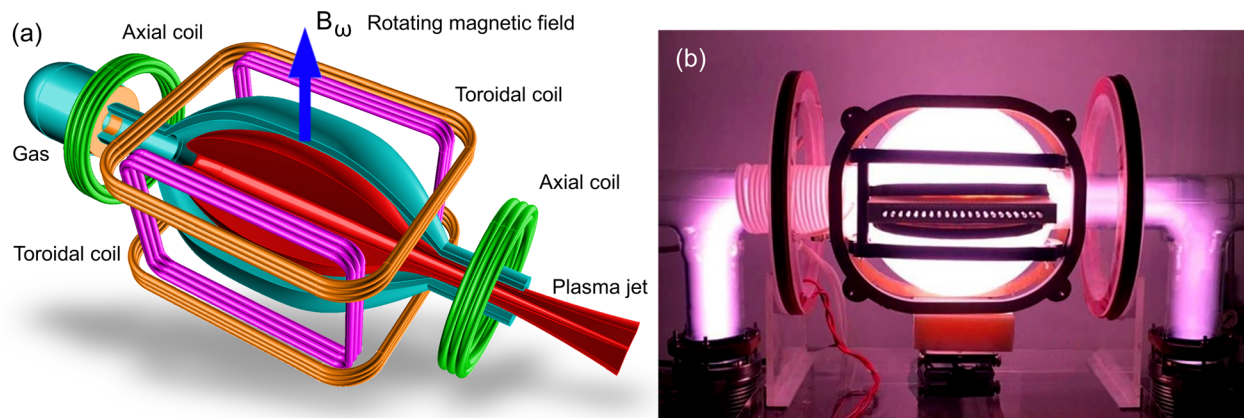 (a)
Axial coil
Bω
Rotating magnetic field
Toroidal coil
Gas
Axial coil
Toroidal coil
Plasma jet
(b)